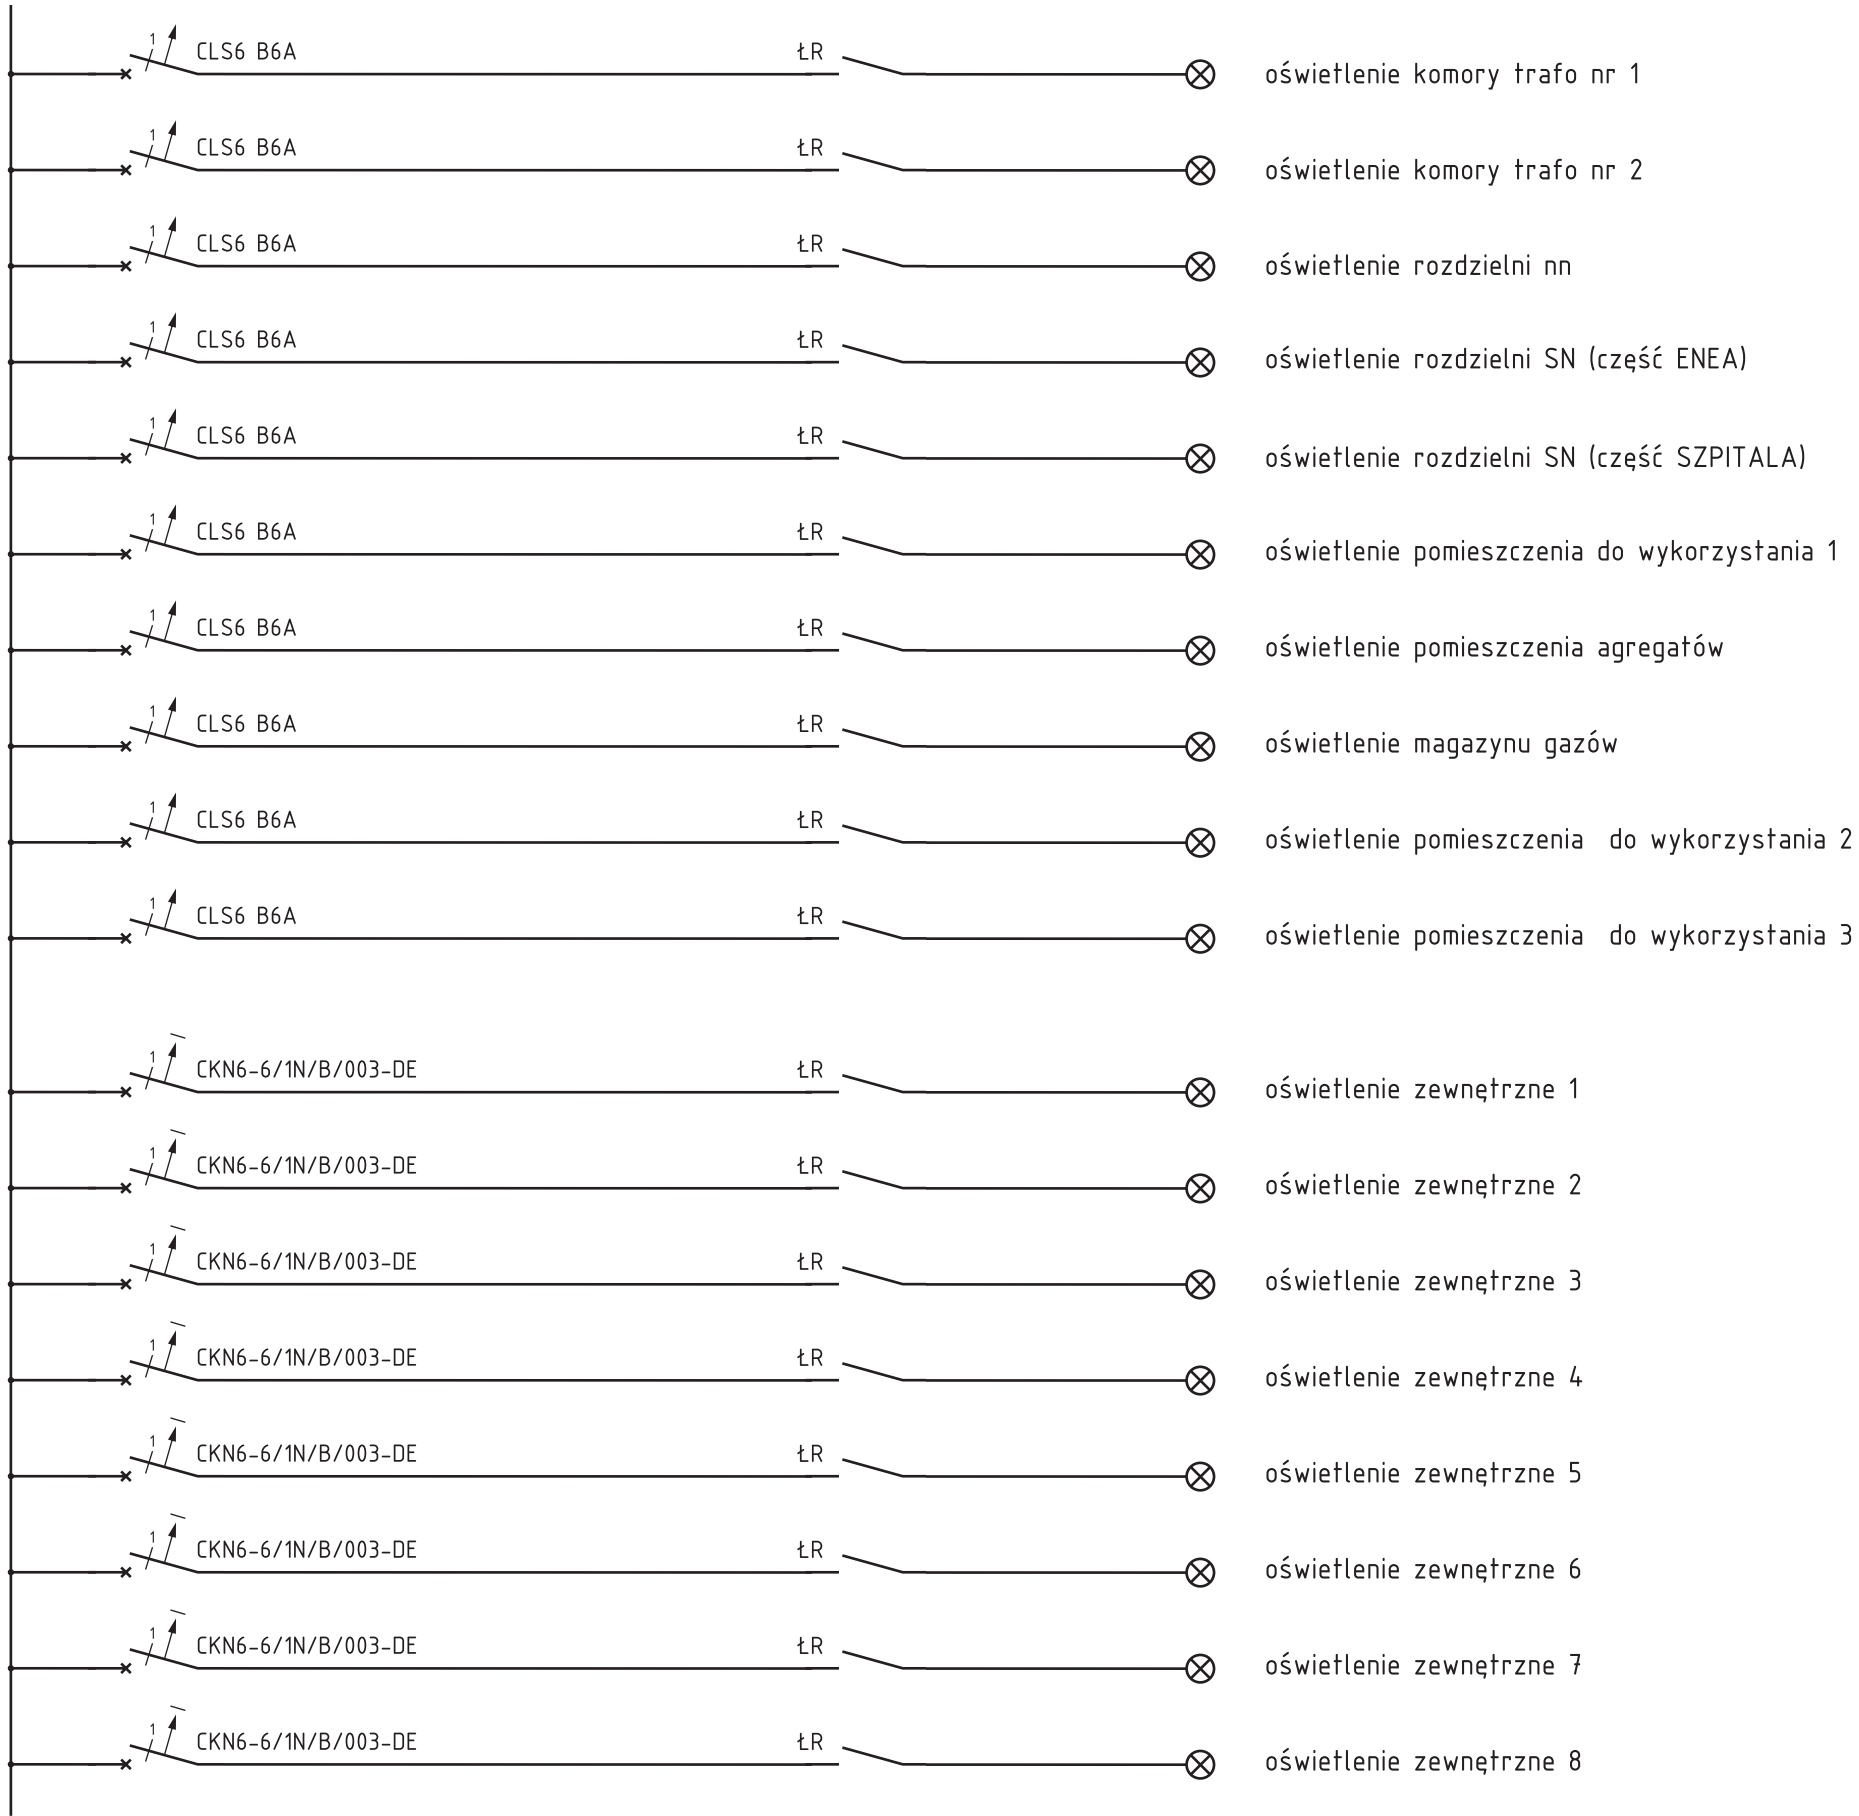 1 CLS6 B6A ŁR oświetlenie komory trafo nr 1
1 CLS6 B6A ŁR oświetlenie komory trafo nr 2
1 CLS6 B6A ŁR oświetlenie rozdzielni nn
1 CLS6 B6A ŁR oświetlenie rozdzielni SN (część ENEA)
1 CLS6 B6A ŁR oświetlenie rozdzielni SN (część SZPITALA)
1 CLS6 B6A ŁR oświetlenie pomieszczenia do wykorzystania 1
1 CLS6 B6A ŁR oświetlenie pomieszczenia agregatów
1 CLS6 B6A ŁR oświetlenie magazynu gazów
1 CLS6 B6A ŁR oświetlenie pomieszczenia do wykorzystania 2
1 CLS6 B6A ŁR oświetlenie pomieszczenia do wykorzystania 3
1 CKN6-6/1N/B/003-DE ŁR oświetlenie zewnętrzne 1
1 CKN6-6/1N/B/003-DE ŁR oświetlenie zewnętrzne 2
1 CKN6-6/1N/B/003-DE ŁR oświetlenie zewnętrzne 3
1 CKN6-6/1N/B/003-DE ŁR oświetlenie zewnętrzne 4
1 CKN6-6/1N/B/003-DE ŁR oświetlenie zewnętrzne 5
1 CKN6-6/1N/B/003-DE ŁR oświetlenie zewnętrzne 6
1 CKN6-6/1N/B/003-DE ŁR oświetlenie zewnętrzne 7
1 CKN6-6/1N/B/003-DE ŁR oświetlenie zewnętrzne 8